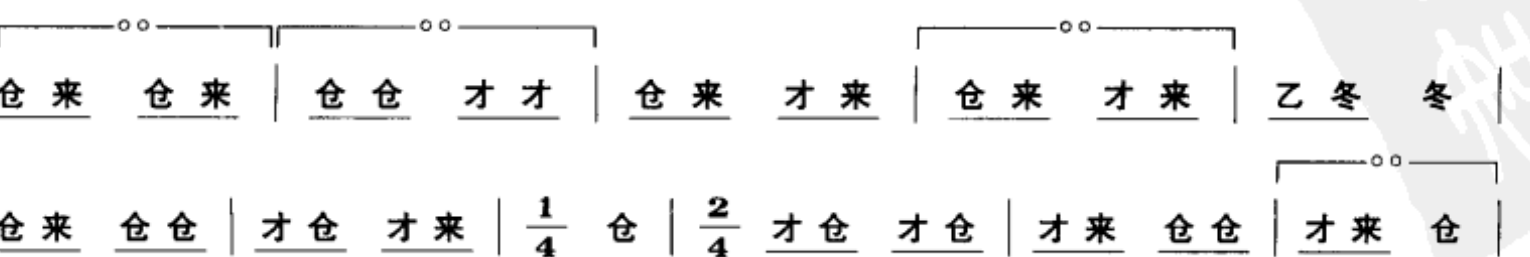 仓来 仓来 | 仓仓 才才 | 仓来 才来 | 仓来 才来 | 乙冬 冬 |
仓来 仓仓 | 才仓 才来 | 1/4 仓 | 2/4 才仓 才仓 | 才来 仓仓 | 才来 仓 |